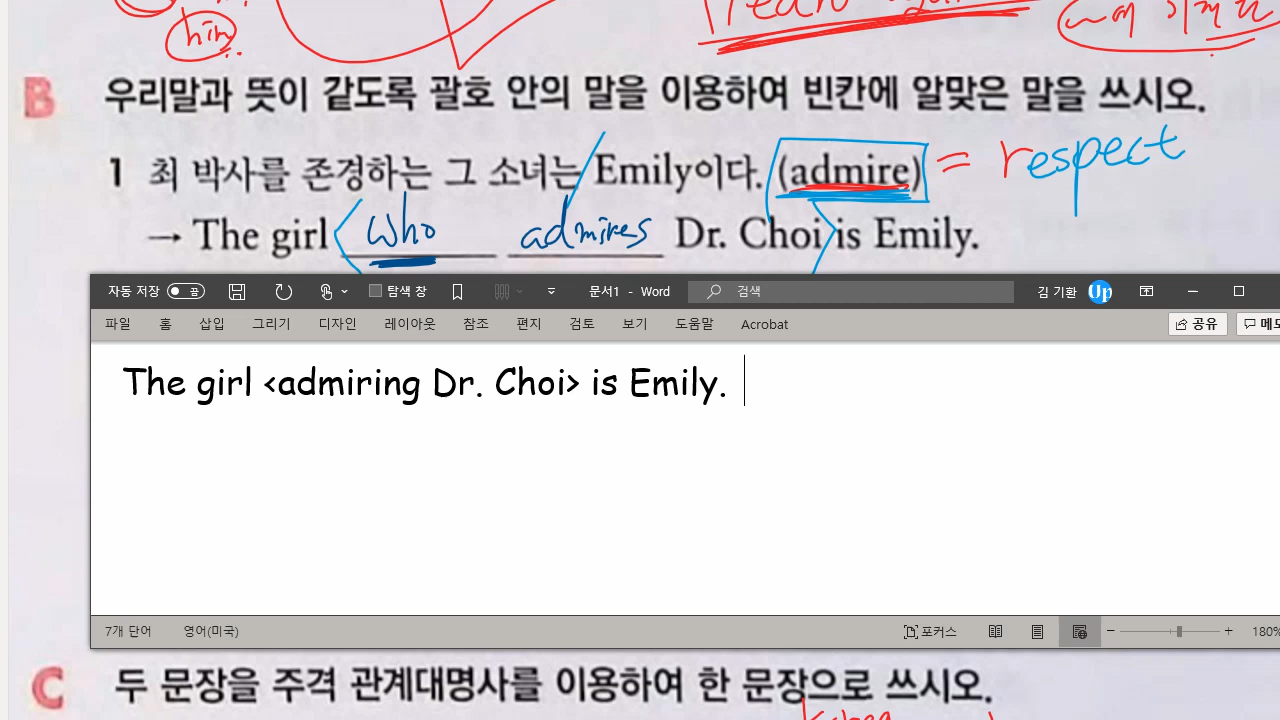 him
B 우리말과 뜻이 같도록 괄호 안의 말을 이용하여 빈칸에 알맞은 말을 쓰시오.
1 최 박사를 존경하는 그 소녀는 Emily이다. (admire) = respect
→ The girl who admires Dr. Choi is Emily.
자동 저장 끔 탐색 창 문서1 - Word 검색 김 기환 Up
파일 홈 삽입 그리기 디자인 레이아웃 참조 편지 검토 보기 도움말 Acrobat 공유 메모
The girl <admiring Dr. Choi> is Emily.
7개 단어 영어(미국) 포커스 180%
C 두 문장을 주격 관계대명사를 이용하여 한 문장으로 쓰시오.